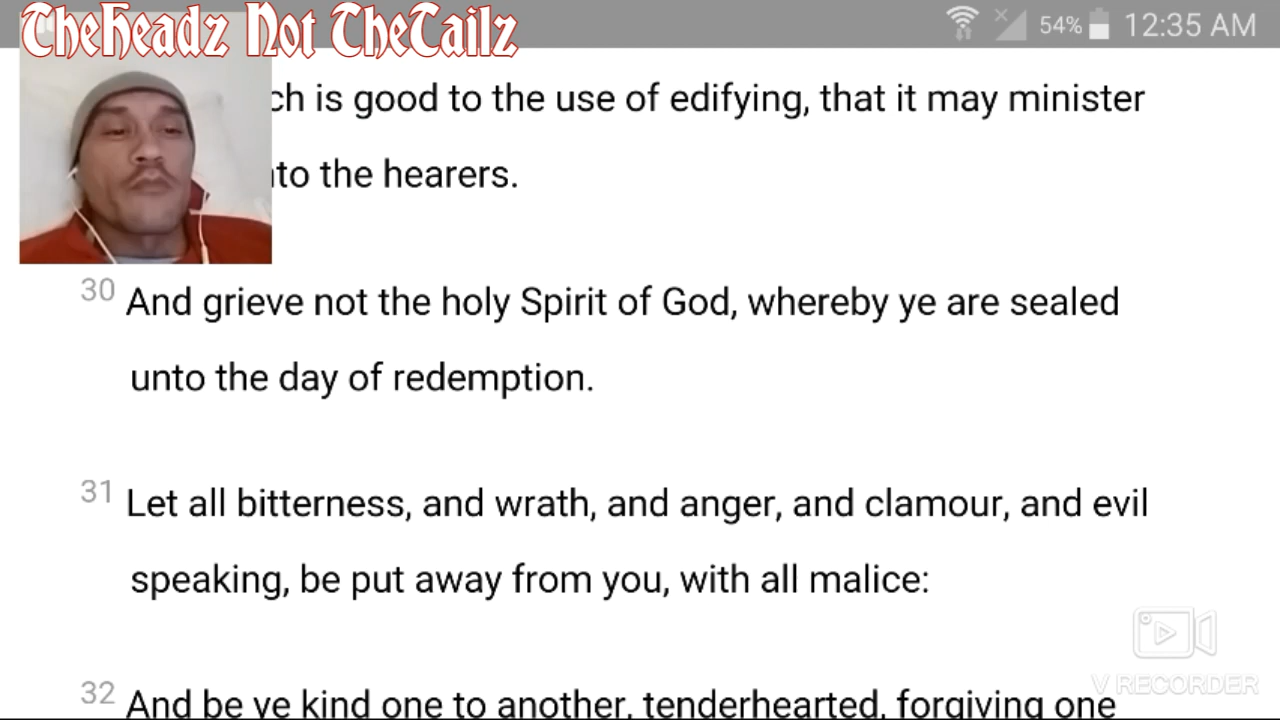 TheHeadz Not TheTailz
54% 12:35 AM
is good to the use of edifying, that it may minister
the hearers.
30 And grieve not the holy Spirit of God, whereby ye are sealed
unto the day of redemption.
31 Let all bitterness, and wrath, and anger, and clamour, and evil
speaking, be put away from you, with all malice:
V RECORDER
32 And be ye kind one to another, tenderhearted, forgiving one